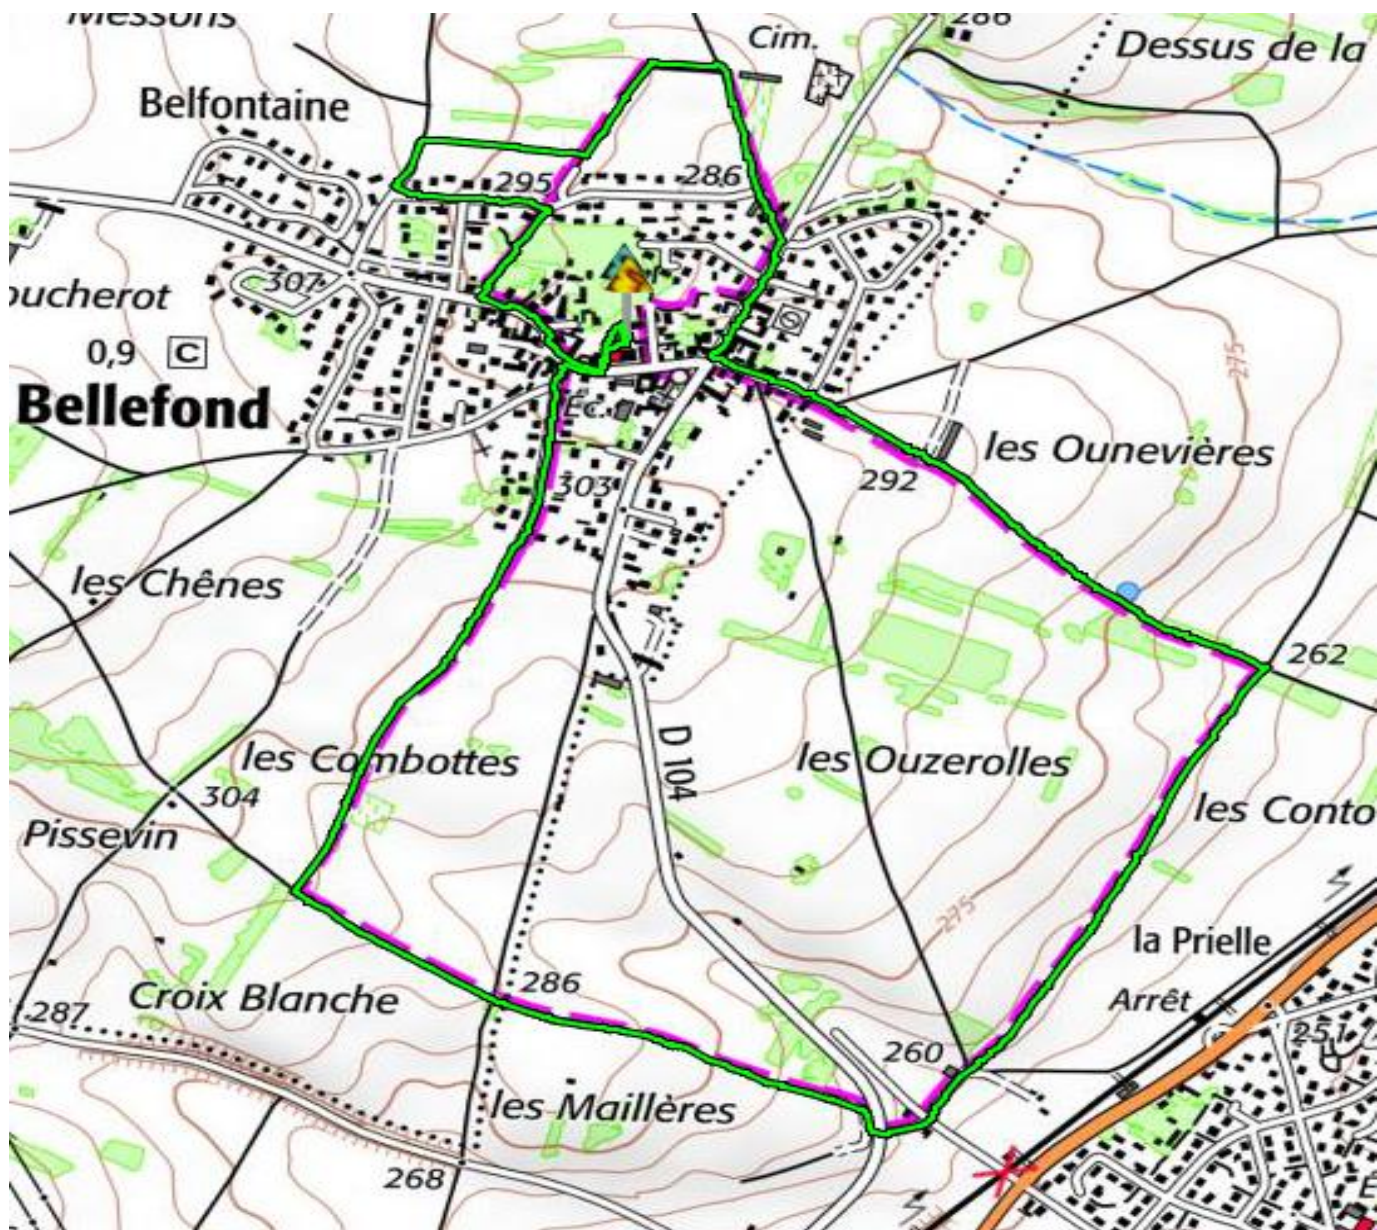 Messons
286
Cim.
Dessus de la
Belfontaine
295
286
307
oucherot
275
0,9
C
Bellefond
Éc.
les Ounevières
303
292
les Chênes
262
D 104
les Combottes
les Ouzerolles
304
les Conto
Pissevin
275
la Prielle
286
Croix Blanche
Arrêt
287
251
260
les Maillères
268